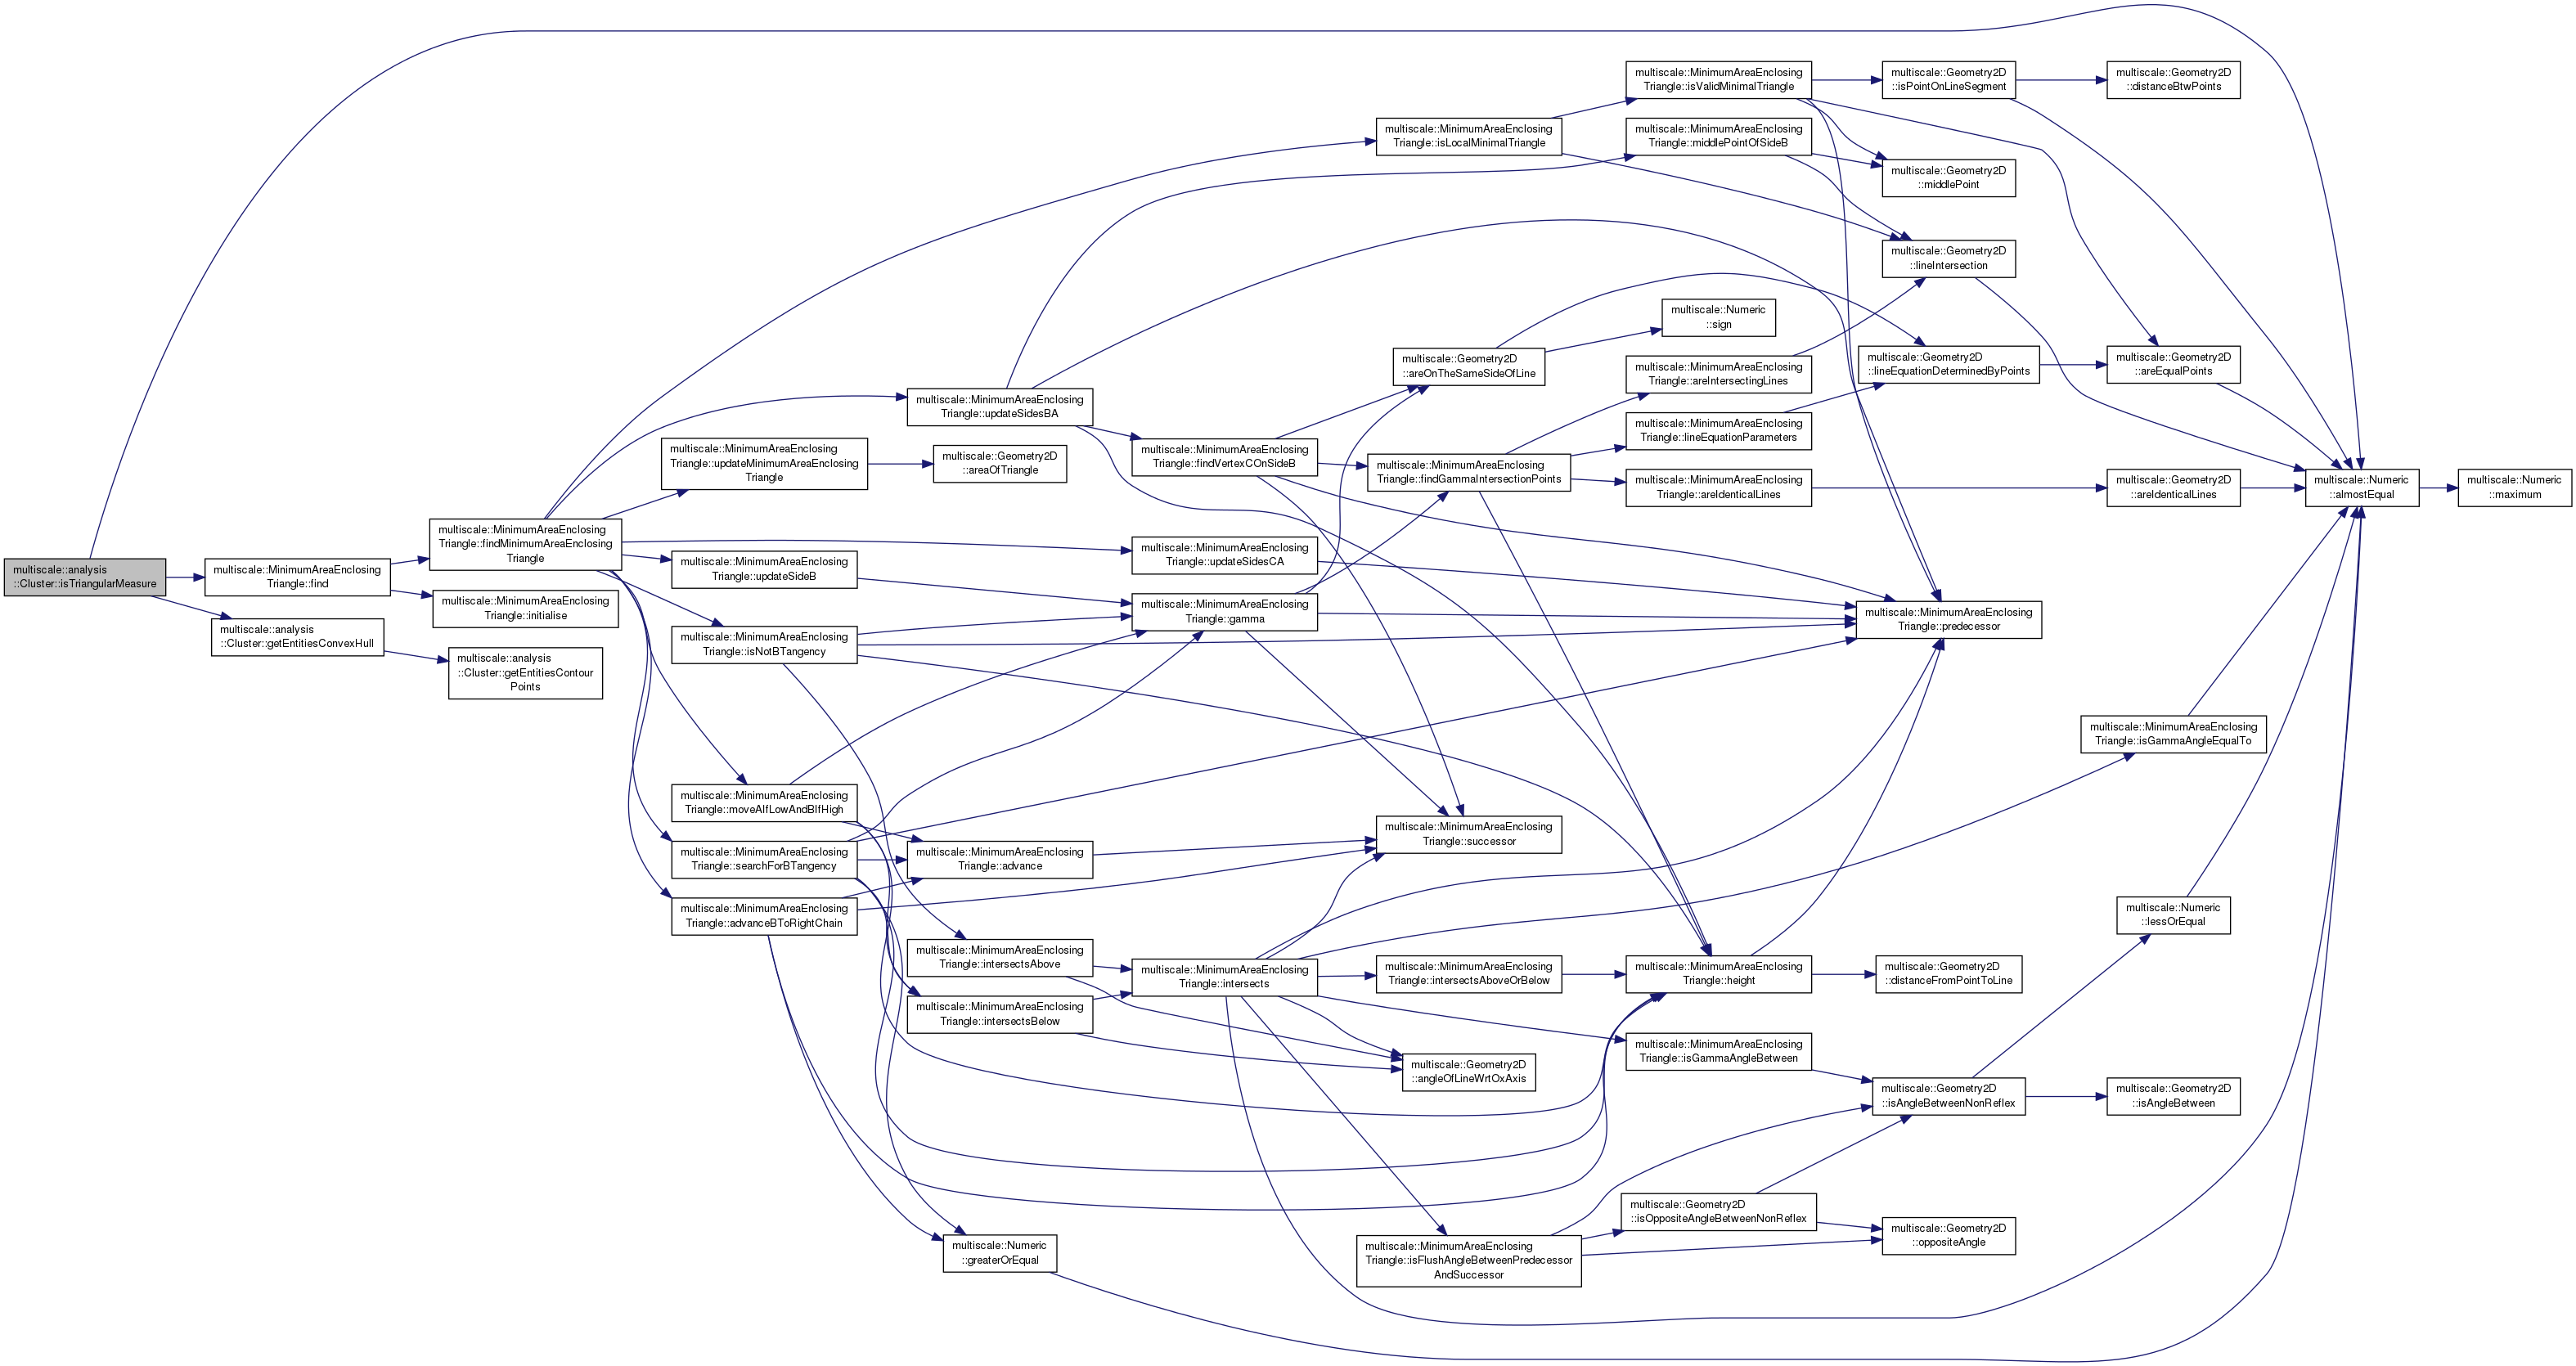 multiscale::analysis
::Cluster::isTriangularMeasure
multiscale::MinimumAreaEnclosing
Triangle::find
multiscale::analysis
::Cluster::getEntitiesConvexHull
multiscale::MinimumAreaEnclosing
Triangle::findMinimumAreaEnclosing
Triangle
multiscale::MinimumAreaEnclosing
Triangle::initialise
multiscale::analysis
::Cluster::getEntitiesContour
Points
multiscale::MinimumAreaEnclosing
Triangle::updateMinimumAreaEnclosing
Triangle
multiscale::MinimumAreaEnclosing
Triangle::updateSideB
multiscale::MinimumAreaEnclosing
Triangle::isNotBTangency
multiscale::MinimumAreaEnclosing
Triangle::moveAIfLowAndBIfHigh
multiscale::MinimumAreaEnclosing
Triangle::searchForBTangency
multiscale::MinimumAreaEnclosing
Triangle::advanceBToRightChain
multiscale::MinimumAreaEnclosing
Triangle::updateSidesBA
multiscale::Geometry2D
::areaOfTriangle
multiscale::MinimumAreaEnclosing
Triangle::advance
multiscale::MinimumAreaEnclosing
Triangle::intersectsAbove
multiscale::MinimumAreaEnclosing
Triangle::intersectsBelow
multiscale::Numeric
::greaterOrEqual
multiscale::MinimumAreaEnclosing
Triangle::findVertexCOnSideB
multiscale::MinimumAreaEnclosing
Triangle::updateSidesCA
multiscale::MinimumAreaEnclosing
Triangle::gamma
multiscale::MinimumAreaEnclosing
Triangle::intersects
multiscale::MinimumAreaEnclosing
Triangle::isLocalMinimalTriangle
multiscale::Geometry2D
::areOnTheSameSideOfLine
multiscale::MinimumAreaEnclosing
Triangle::findGammaIntersectionPoints
multiscale::MinimumAreaEnclosing
Triangle::successor
multiscale::MinimumAreaEnclosing
Triangle::intersectsAboveOrBelow
multiscale::Geometry2D
::angleOfLineWrtOxAxis
multiscale::MinimumAreaEnclosing
Triangle::isFlushAngleBetweenPredecessor
AndSuccessor
multiscale::MinimumAreaEnclosing
Triangle::isValidMinimalTriangle
multiscale::MinimumAreaEnclosing
Triangle::middlePointOfSideB
multiscale::Numeric
::sign
multiscale::MinimumAreaEnclosing
Triangle::areIntersectingLines
multiscale::MinimumAreaEnclosing
Triangle::lineEquationParameters
multiscale::MinimumAreaEnclosing
Triangle::areIdenticalLines
multiscale::MinimumAreaEnclosing
Triangle::height
multiscale::MinimumAreaEnclosing
Triangle::isGammaAngleBetween
multiscale::Geometry2D
::isOppositeAngleBetweenNonReflex
multiscale::Geometry2D
::isPointOnLineSegment
multiscale::Geometry2D
::middlePoint
multiscale::Geometry2D
::lineIntersection
multiscale::Geometry2D
::lineEquationDeterminedByPoints
multiscale::MinimumAreaEnclosing
Triangle::predecessor
multiscale::Geometry2D
::distanceFromPointToLine
multiscale::Geometry2D
::isAngleBetweenNonReflex
multiscale::Geometry2D
::oppositeAngle
multiscale::Geometry2D
::distanceBtwPoints
multiscale::Geometry2D
::areEqualPoints
multiscale::Geometry2D
::areIdenticalLines
multiscale::MinimumAreaEnclosing
Triangle::isGammaAngleEqualTo
multiscale::Numeric
::lessOrEqual
multiscale::Geometry2D
::isAngleBetween
multiscale::Numeric
::almostEqual
multiscale::Numeric
::maximum